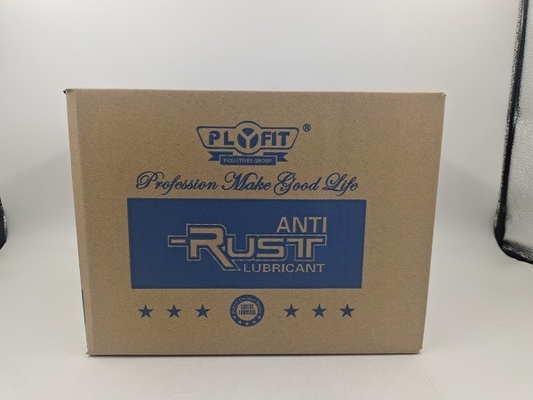 PLYFIT ®
INDUSTRIES GROUP
Profession Make Good Life
ANTI
RUST
LUBRICANT